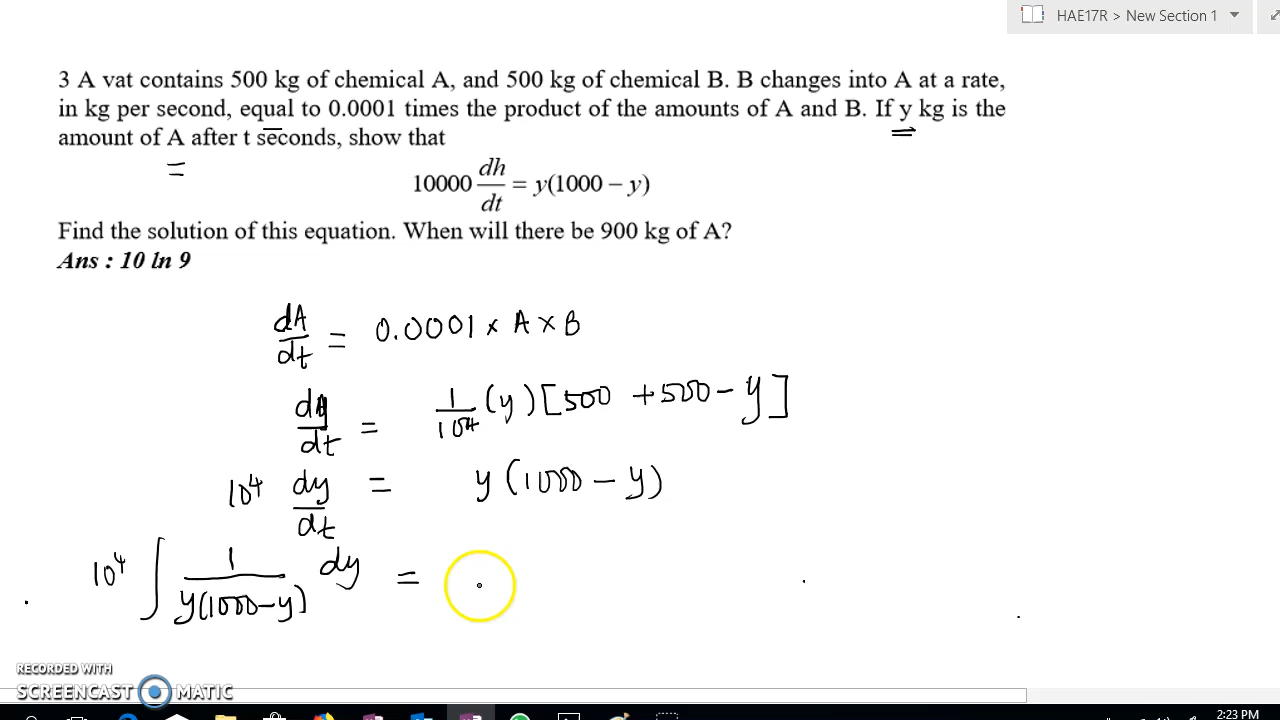 HAE17R > New Section 1
3 A vat contains 500 kg of chemical A, and 500 kg of chemical B. B changes into A at a rate,
in kg per second, equal to 0.0001 times the product of the amounts of A and B. If y kg is the
amount of A after t seconds, show that
10000 dh/dt = y(1000 − y)
Find the solution of this equation. When will there be 900 kg of A?
Ans : 10 ln 9
dA/dt = 0.0001 × A × B
dy/dt = 1/10⁴ (y) [500 + 500 − y]
10⁴ dy/dt = y (1000 − y)
10⁴ ∫ 1/y(1000−y) dy =
RECORDED WITH
SCREENCAST MATIC
2:23 PM